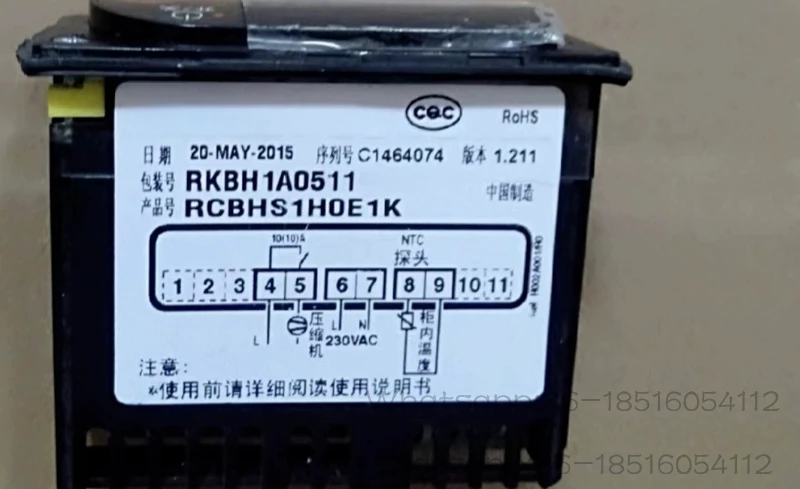 CQC
RoHS
日期 20-MAY-2015 序列号 C1464074 版本 1.211
包装号 RKBH1A0511
产品号 RCBHS1H0E1K
中国制造
10(10)A
NTC
探头
1 2 3 4 5 6 7 8 9 10 11
L 压缩机 L N 230VAC 柜内温度
注意:
*使用前请详细阅读使用说明书
-18516054112
-18516054112